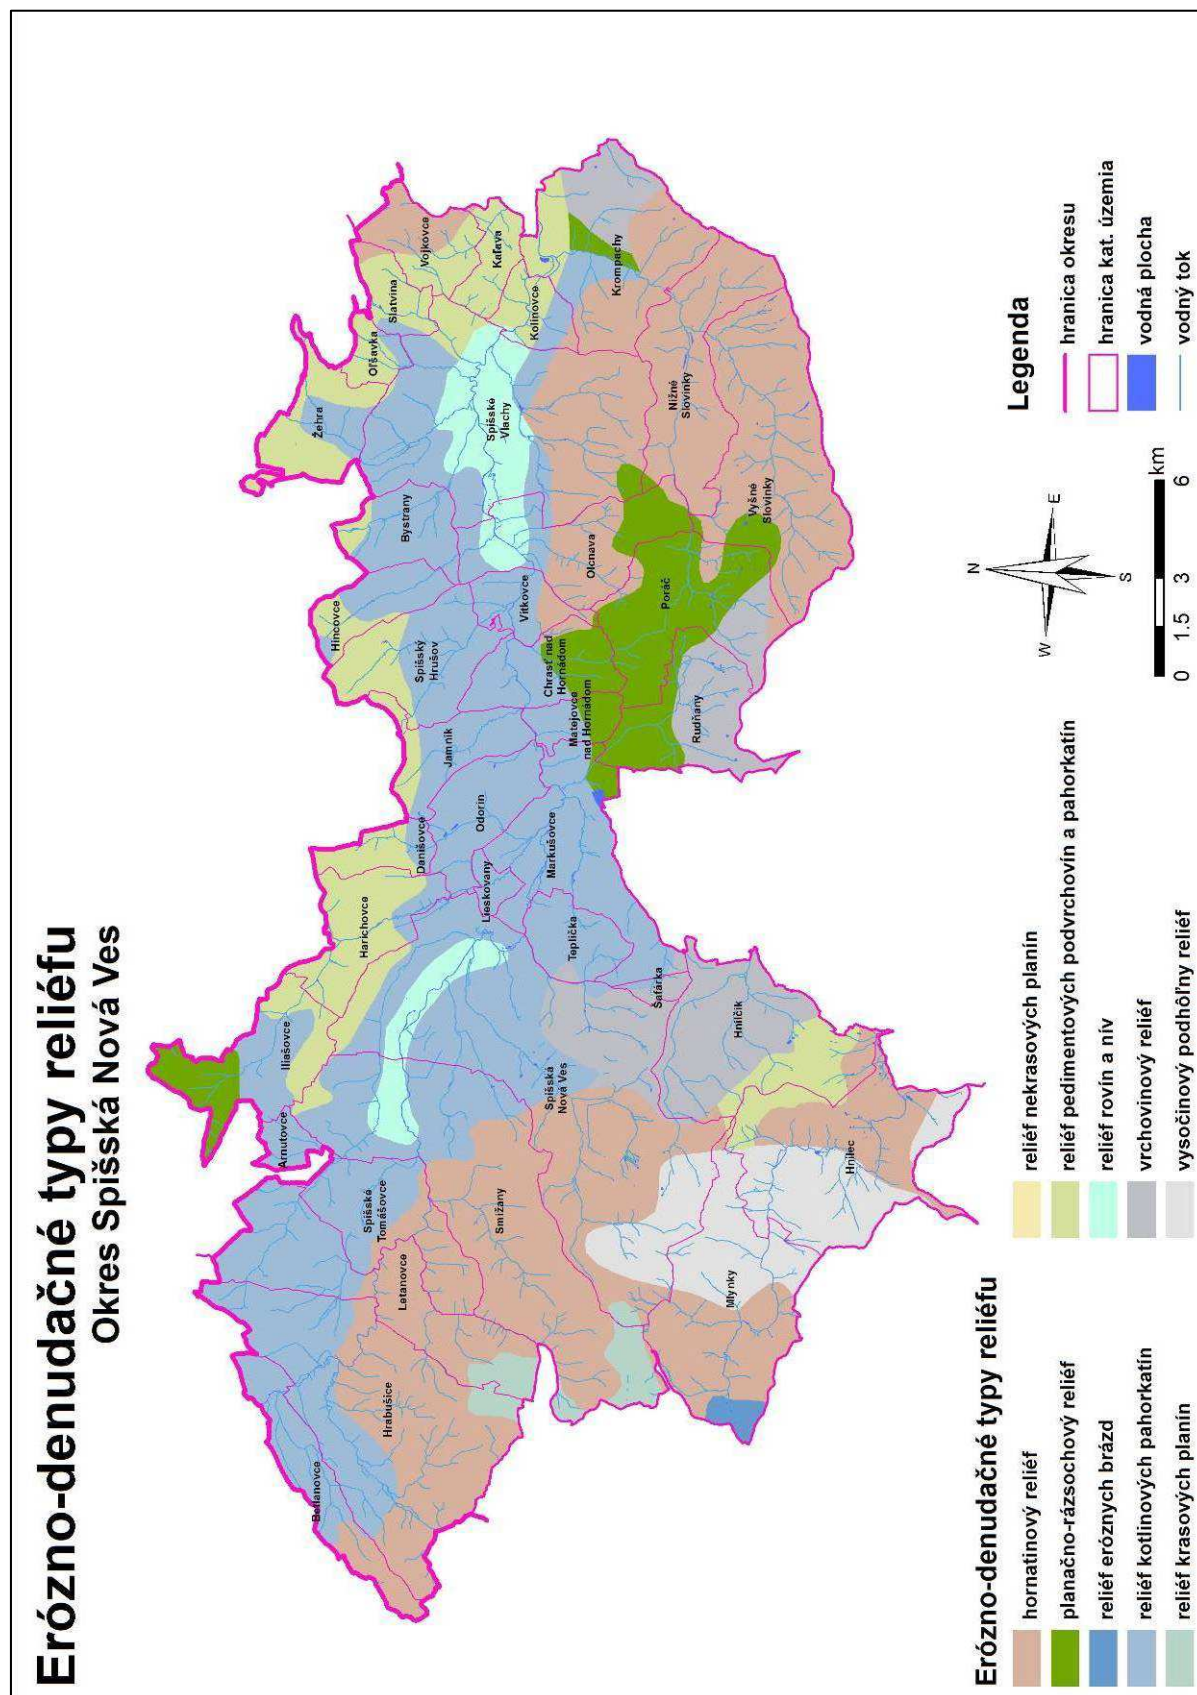 Erózno-denudačné typy reliéfu
Okres Spišská Nová Ves
Vojkovce
Slatvina
Kaľava
Oľšavka
Žehra
Kolinovce
Krompachy
Spišské
Vlachy
Nižné
Slovinky
Bystrany
Vyšné
Slovinky
Olcnava
Poráč
Vítkovce
Hincovce
Spišský
Hrušov
Chrasť nad
Hornádom
Matejovce
nad Hornádom
Rudňany
Jamník
Odorín
Danišovce
Markušovce
Lieskovany
Harichovce
Teplička
Šafárka
Iliašovce
Hnilčík
Spišská
Nová Ves
Arnutovce
Hnilec
Spišské
Tomášovce
Smižany
Letanovce
Mlynky
Hrabušice
Betlanovce
N
W
E
S
0 1.5 3 6
km
Legenda
hranica okresu
hranica kat. územia
vodná plocha
vodný tok
Erózno-denudačné typy reliéfu
hornatinový reliéf
planačno-rázsochový reliéf
reliéf eróznych brázd
reliéf kotlinových pahorkatín
reliéf krasových planín
reliéf nekrasových planín
reliéf pedimentových podvrchovín a pahorkatín
reliéf rovín a nív
vrchovinový reliéf
vysočinový podhôľny reliéf